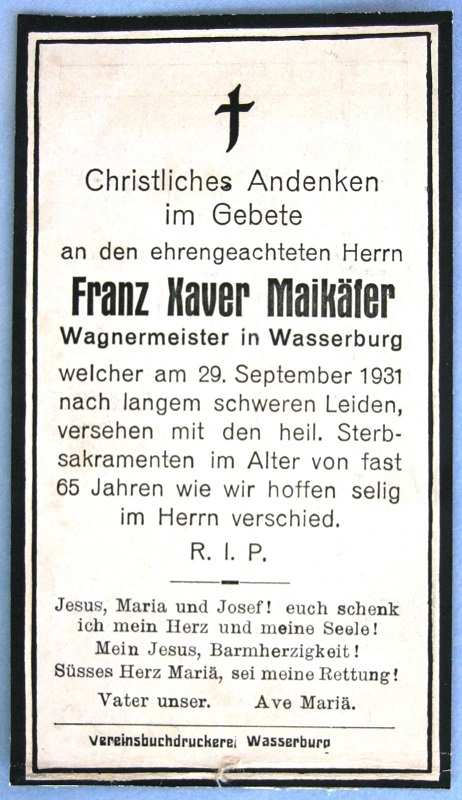 Christliches Andenken
im Gebete
an den ehrengeachteten Herrn
Franz Xaver Maikäfer
Wagnermeister in Wasserburg
welcher am 29. September 1931
nach langem schweren Leiden,
versehen mit den heil. Sterb-
sakramenten im Alter von fast
65 Jahren wie wir hoffen selig
im Herrn verschied.
R. I. P.
Jesus, Maria und Josef! euch schenk
ich mein Herz und meine Seele!
Mein Jesus, Barmherzigkeit!
Süsses Herz Mariä, sei meine Rettung!
Vater unser. Ave Mariä.
Vereinsbuchdruckerei Wasserburg